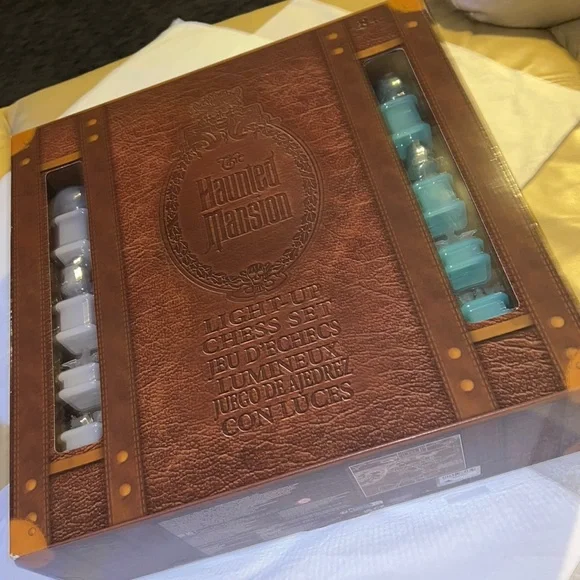 The
Haunted
Mansion
LIGHT-UP
CHESS SET
JEU D'ÉCHECS
LUMINEUX
JUEGO DE AJEDREZ
CON LUCES